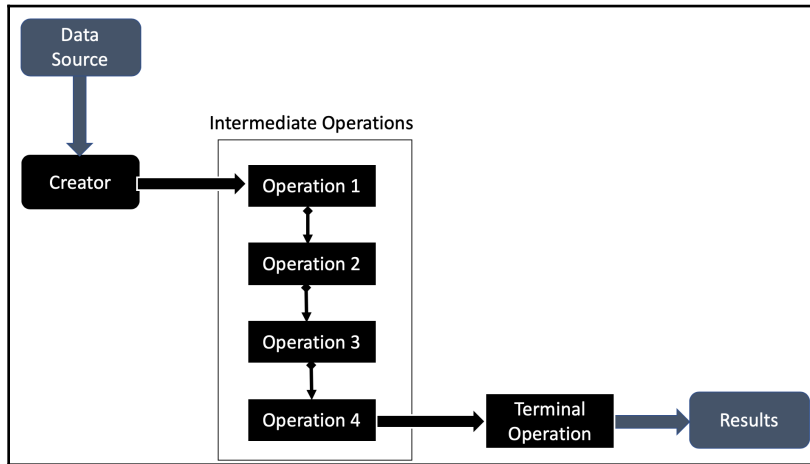 Data
Source
Intermediate Operations
Creator
Operation 1
Operation 2
Operation 3
Operation 4
Terminal
Operation
Results